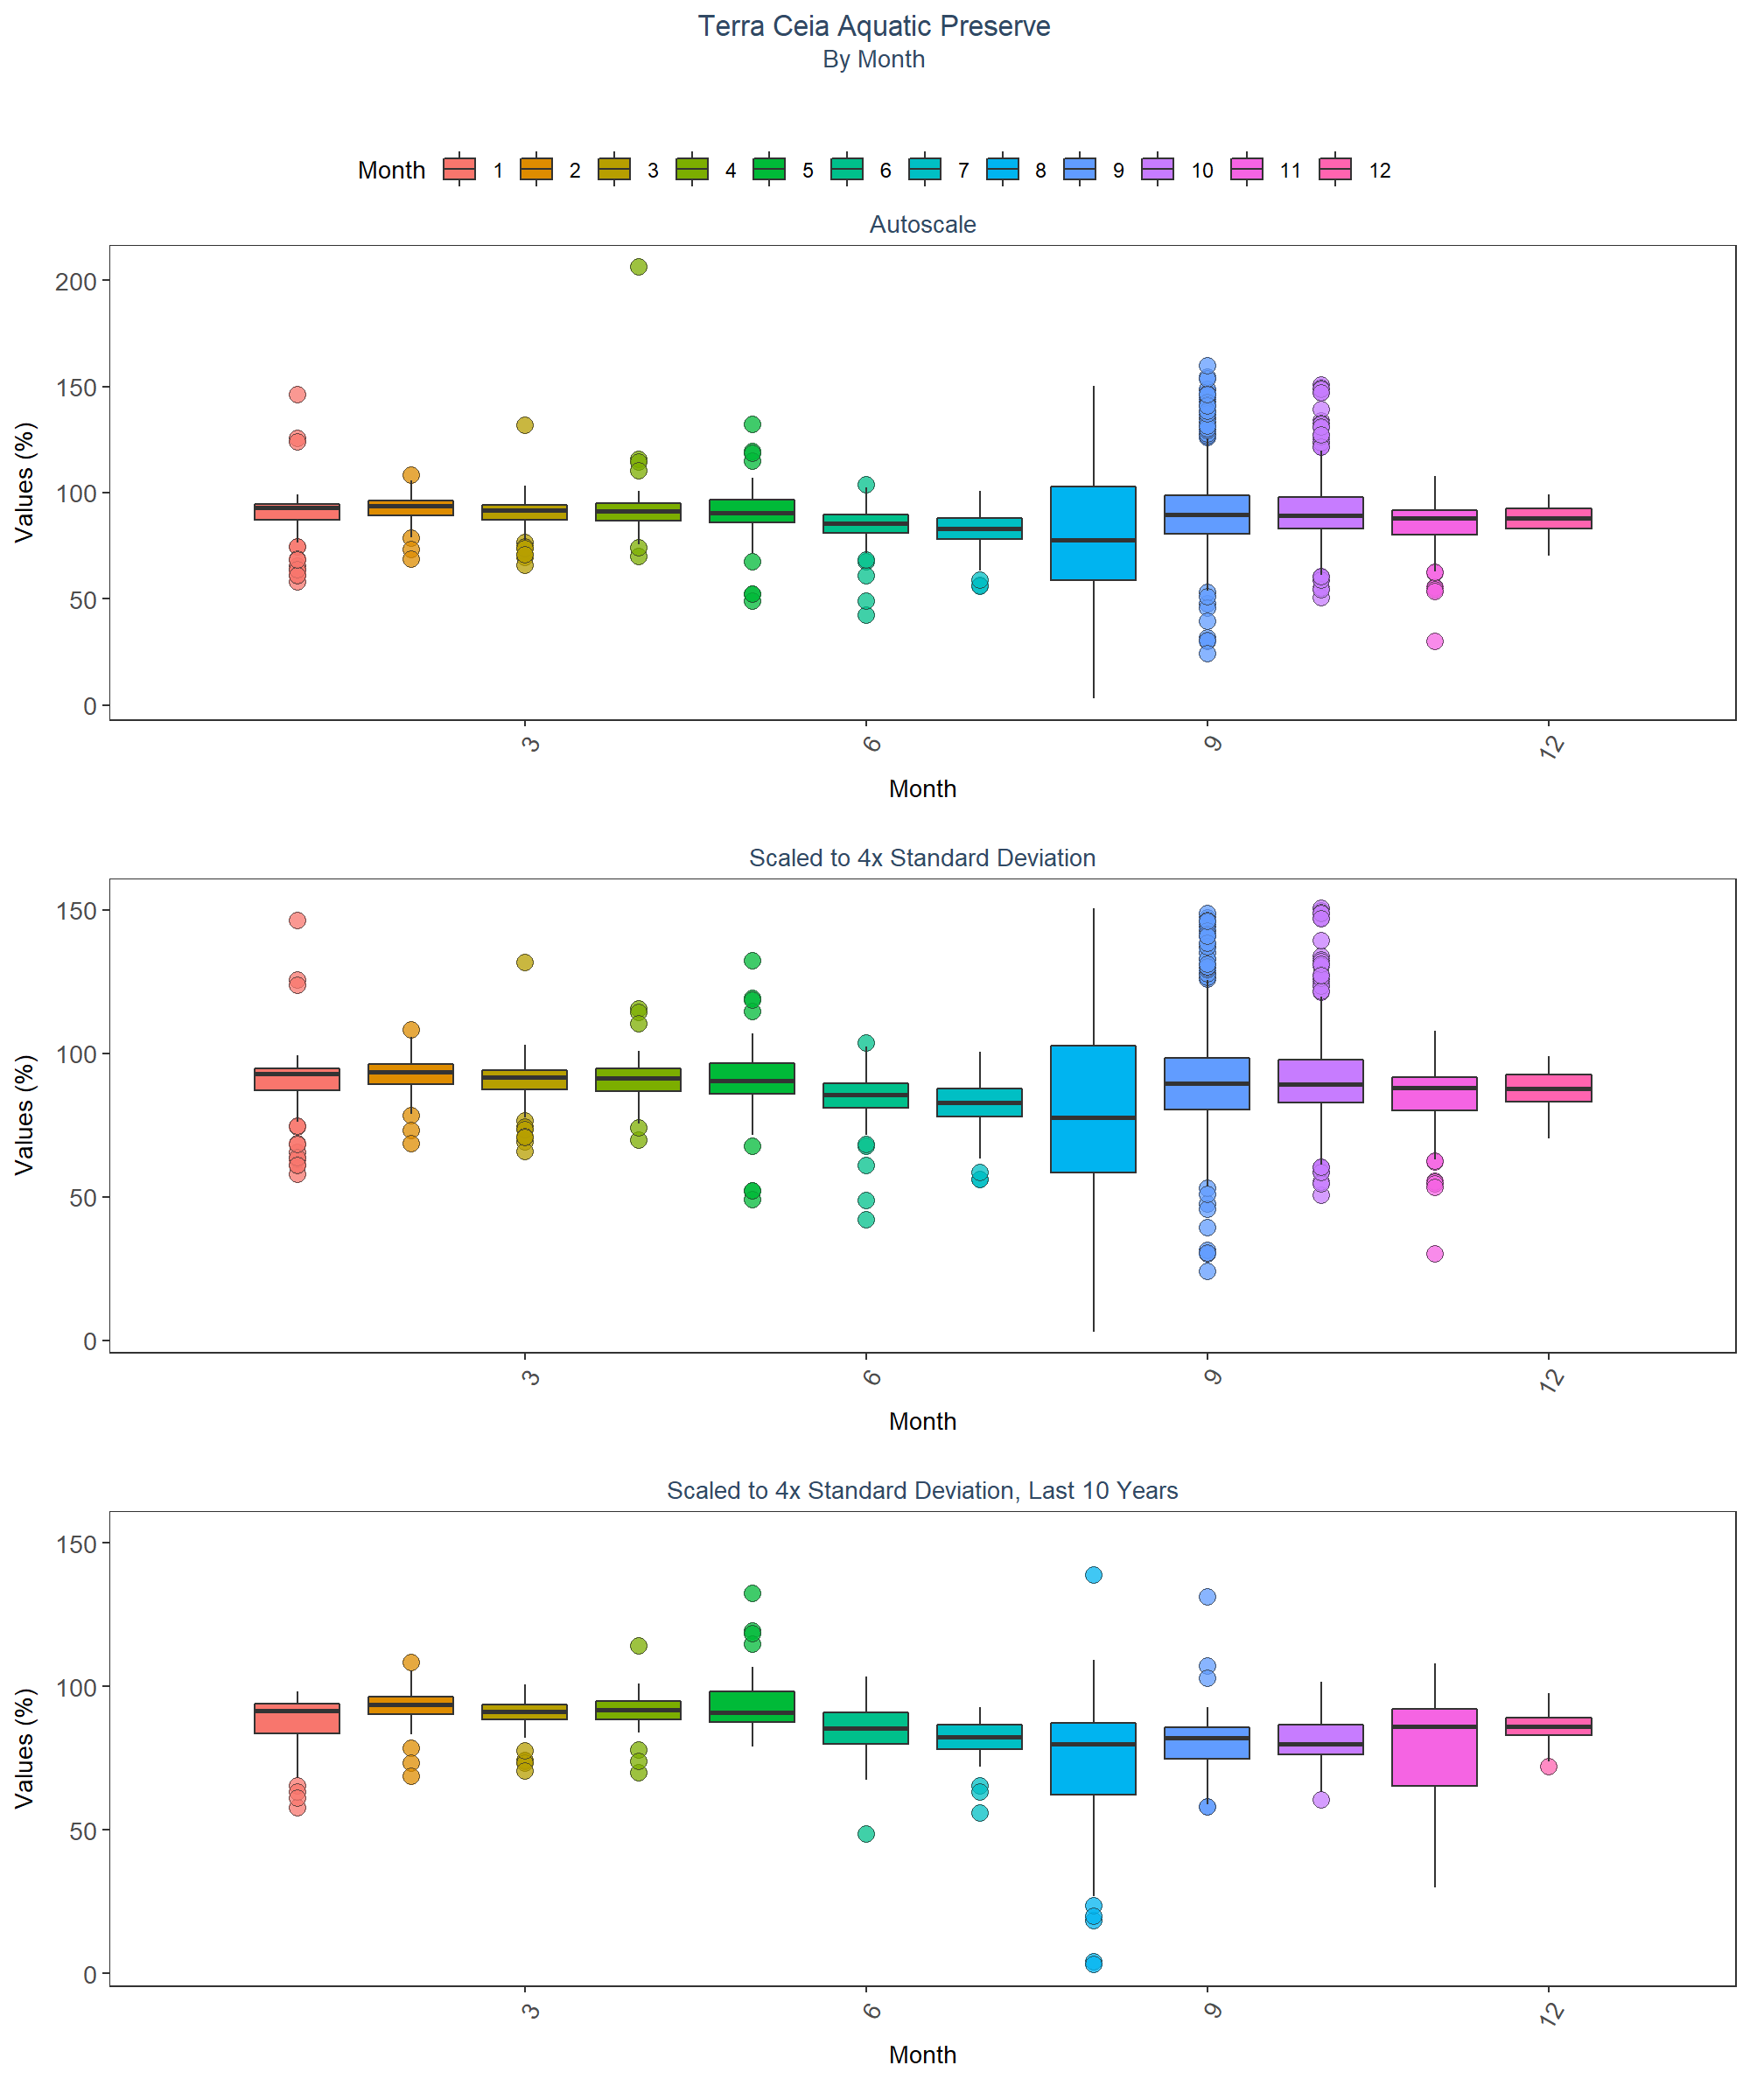 Terra Ceia Aquatic Preserve
By Month
Month 1 2 3 4 5 6 7 8 9 10 11 12
Autoscale
Values (%)
200
150
100
50
0
3 6 9 12
Month
Scaled to 4x Standard Deviation
Values (%)
150
100
50
0
3 6 9 12
Month
Scaled to 4x Standard Deviation, Last 10 Years
Values (%)
150
100
50
0
3 6 9 12
Month